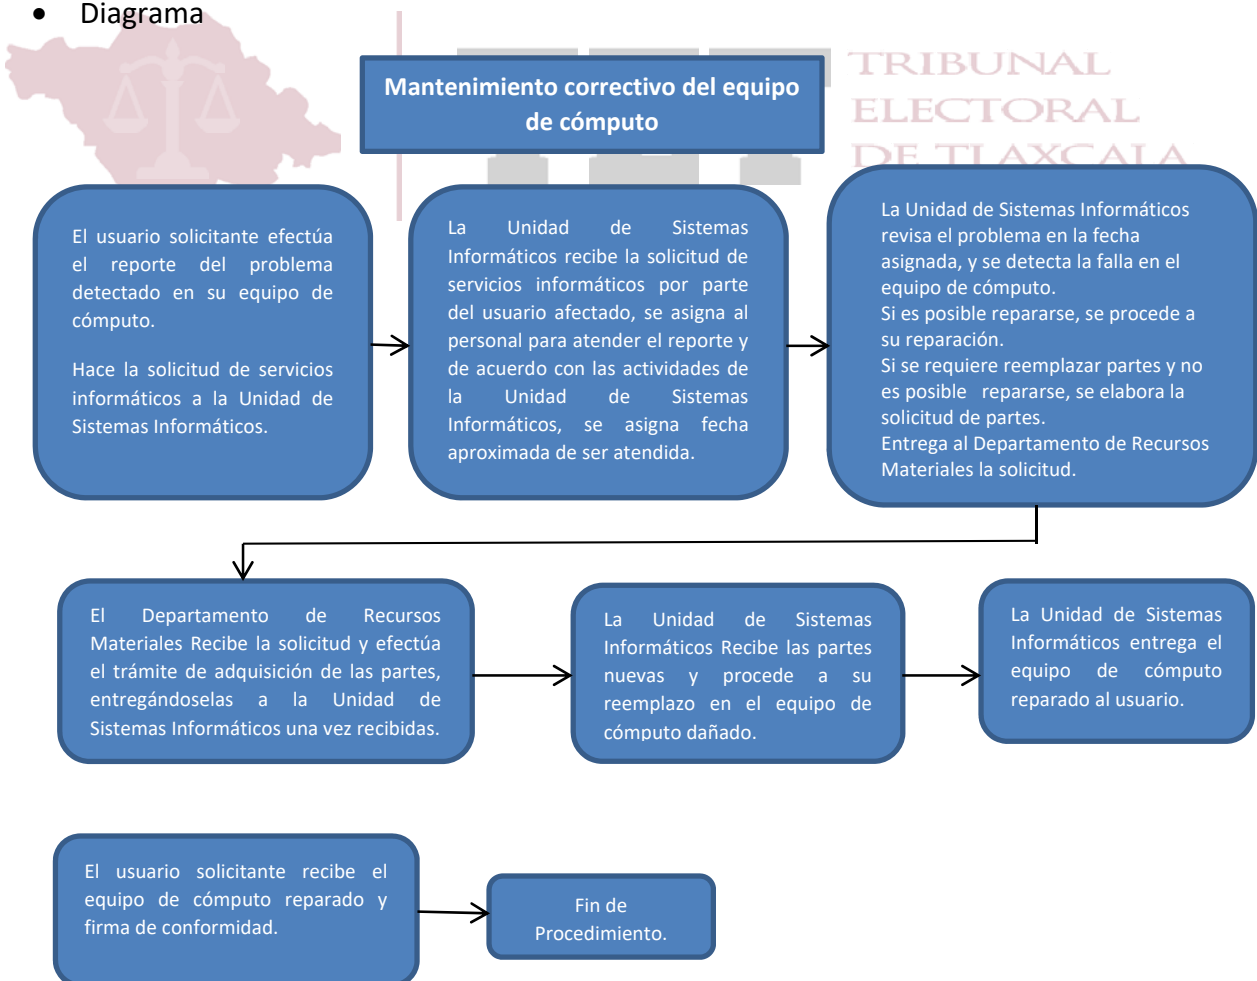 • Diagrama
TRIBUNAL
ELECTORAL
DE TLAXCALA
Mantenimiento correctivo del equipo
de cómputo
El usuario solicitante efectúa
el reporte del problema
detectado en su equipo de
cómputo.
Hace la solicitud de servicios
informáticos a la Unidad de
Sistemas Informáticos.
La Unidad de Sistemas
Informáticos recibe la solicitud de
servicios informáticos por parte
del usuario afectado, se asigna al
personal para atender el reporte y
de acuerdo con las actividades de
la Unidad de Sistemas
Informáticos, se asigna fecha
aproximada de ser atendida.
La Unidad de Sistemas Informáticos
revisa el problema en la fecha
asignada, y se detecta la falla en el
equipo de cómputo.
Si es posible repararse, se procede a
su reparación.
Si se requiere reemplazar partes y no
es posible repararse, se elabora la
solicitud de partes.
Entrega al Departamento de Recursos
Materiales la solicitud.
El Departamento de Recursos
Materiales Recibe la solicitud y efectúa
el trámite de adquisición de las partes,
entregándoselas a la Unidad de
Sistemas Informáticos una vez recibidas.
La Unidad de Sistemas
Informáticos Recibe las partes
nuevas y procede a su
reemplazo en el equipo de
cómputo dañado.
La Unidad de Sistemas
Informáticos entrega el
equipo de cómputo
reparado al usuario.
El usuario solicitante recibe el
equipo de cómputo reparado y
firma de conformidad.
Fin de
Procedimiento.